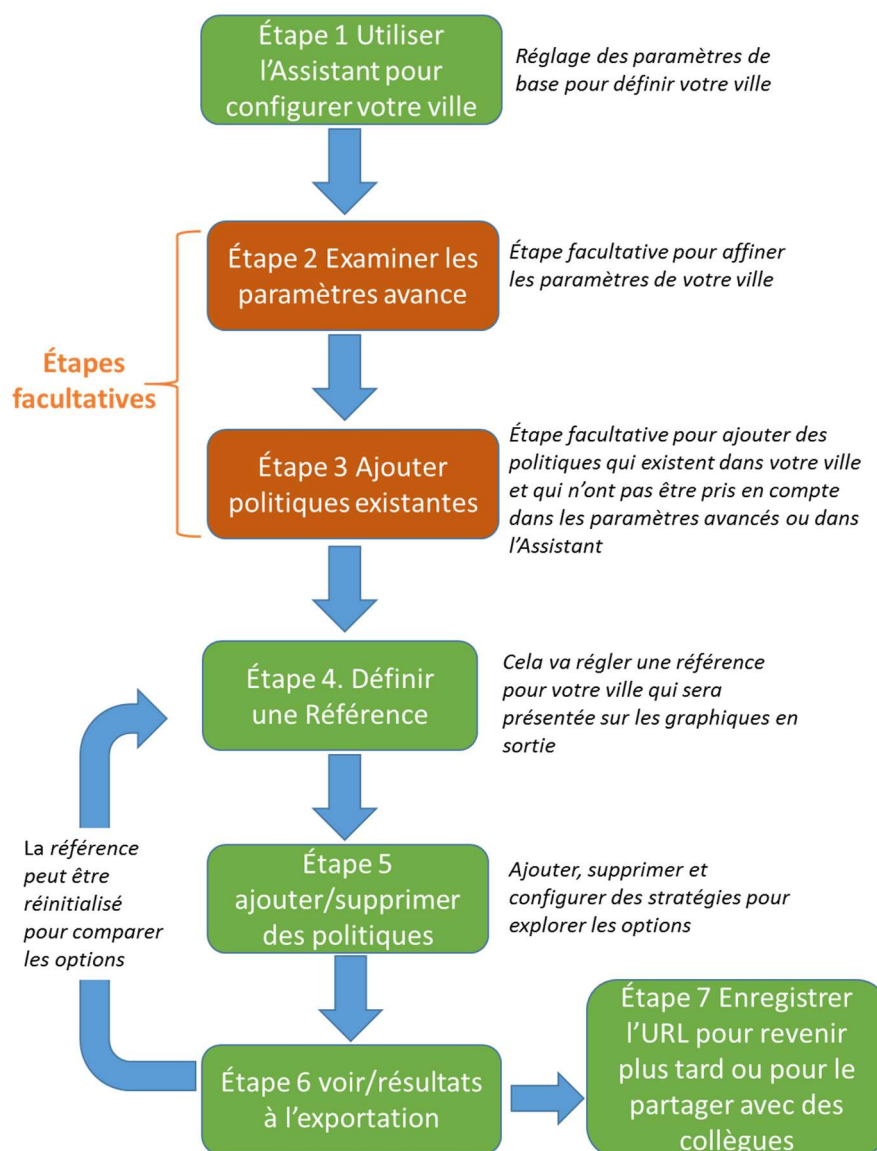 Étape 1 Utiliser
l’Assistant pour
configurer votre ville
Réglage des paramètres de
base pour définir votre ville
Étape 2 Examiner les
paramètres avance
Étape facultative pour affiner
les paramètres de votre ville
Étapes
facultatives
Étape 3 Ajouter
politiques existantes
Étape facultative pour ajouter des
politiques qui existent dans votre ville
et qui n’ont pas être pris en compte
dans les paramètres avancés ou dans
l’Assistant
Étape 4. Définir
une Référence
Cela va régler une référence
pour votre ville qui sera
présentée sur les graphiques en
sortie
La référence
peut être
réinitialisé
pour comparer
les options
Étape 5
ajouter/supprimer
des politiques
Ajouter, supprimer et
configurer des stratégies pour
explorer les options
Étape 6 voir/résultats
à l’exportation
Étape 7 Enregistrer
l’URL pour revenir
plus tard ou pour le
partager avec des
collègues